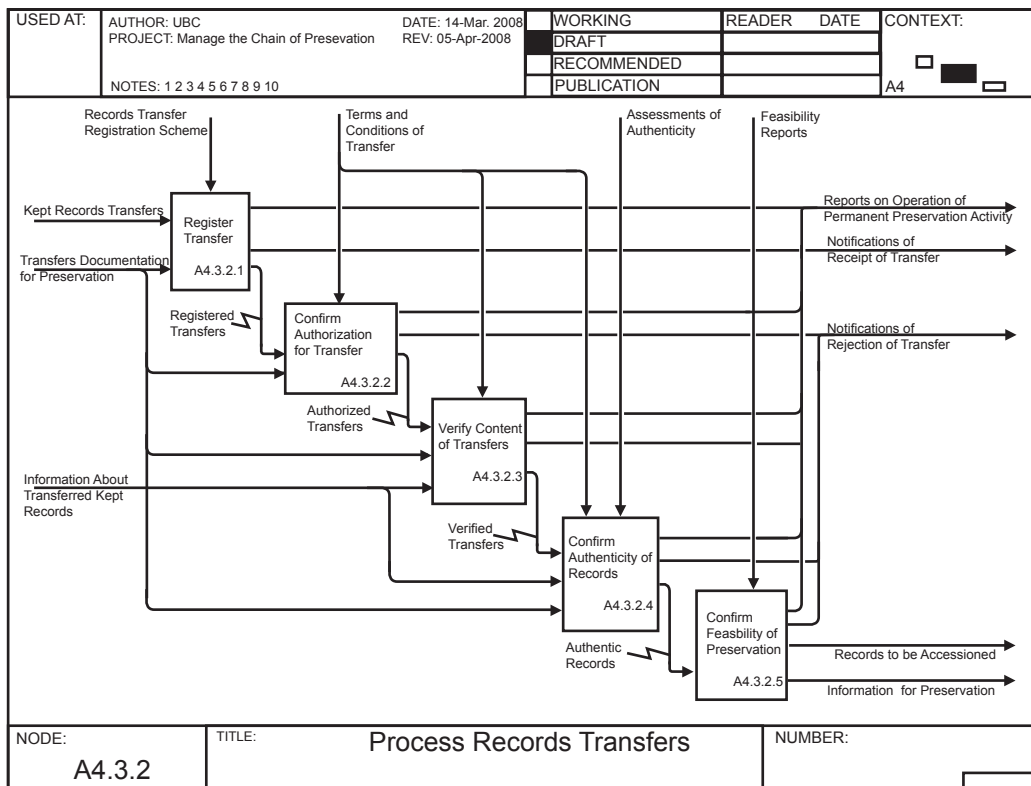 USED AT:
AUTHOR: UBC
DATE: 14-Mar. 2008
PROJECT: Manage the Chain of Presevation
REV: 05-Apr-2008
NOTES: 1 2 3 4 5 6 7 8 9 10
WORKING
DRAFT
RECOMMENDED
PUBLICATION
READER DATE
CONTEXT:
A4
Records Transfer
Registration Scheme
Terms and
Conditions of
Transfer
Assessments of
Authenticity
Feasibility
Reports
Kept Records Transfers
Transfers Documentation
for Preservation
Register
Transfer
A4.3.2.1
Reports on Operation of
Permanent Preservation Activity
Notifications of
Receipt of Transfer
Registered
Transfers
Confirm
Authorization
for Transfer
A4.3.2.2
Notifications of
Rejection of Transfer
Authorized
Transfers
Verify Content
of Transfers
A4.3.2.3
Information About
Transferred Kept
Records
Verified
Transfers
Confirm
Authenticity of
Records
A4.3.2.4
Authentic
Records
Confirm
Feasbility of
Preservation
A4.3.2.5
Records to be Accessioned
Information for Preservation
NODE:
A4.3.2
TITLE:
Process Records Transfers
NUMBER: